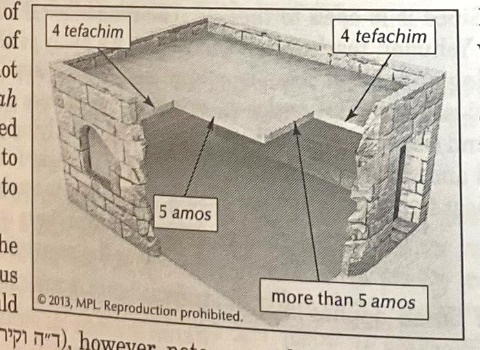 of
of
4 tefachim
4 tefachim
ot
ah
ed
to
to
5 amos
he
us
more than 5 amos
© 2013, MPL. Reproduction prohibited.
ld
ר״ה וקיר), however,